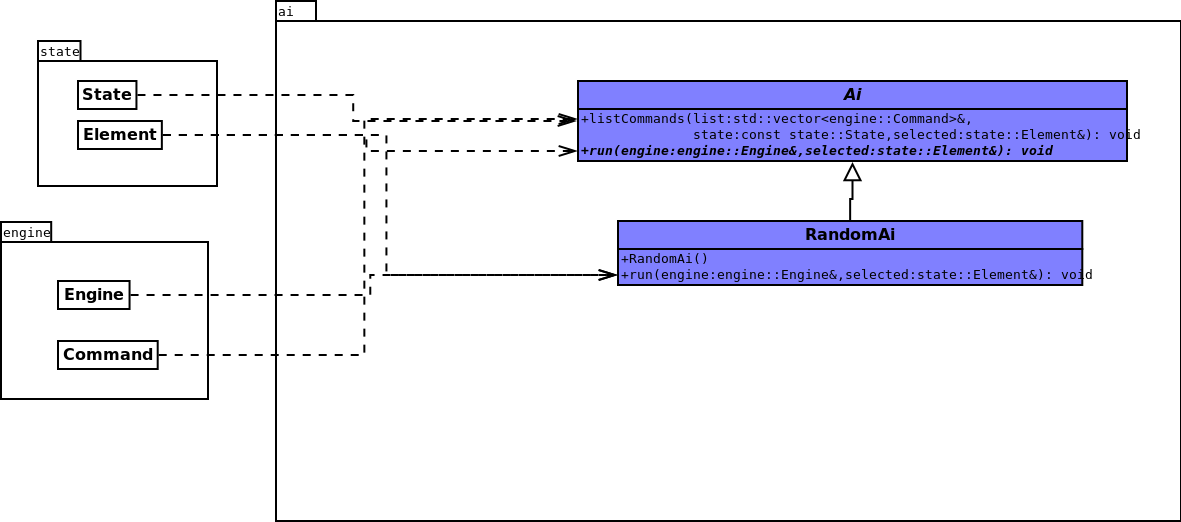 ai
state
State
Element
engine
Engine
Command
Ai
+listCommands(list:std::vector<engine::Command>&,
state:const state::State,selected:state::Element&): void
+run(engine:engine::Engine&,selected:state::Element&): void
RandomAi
+RandomAi()
+run(engine:engine::Engine&,selected:state::Element&): void